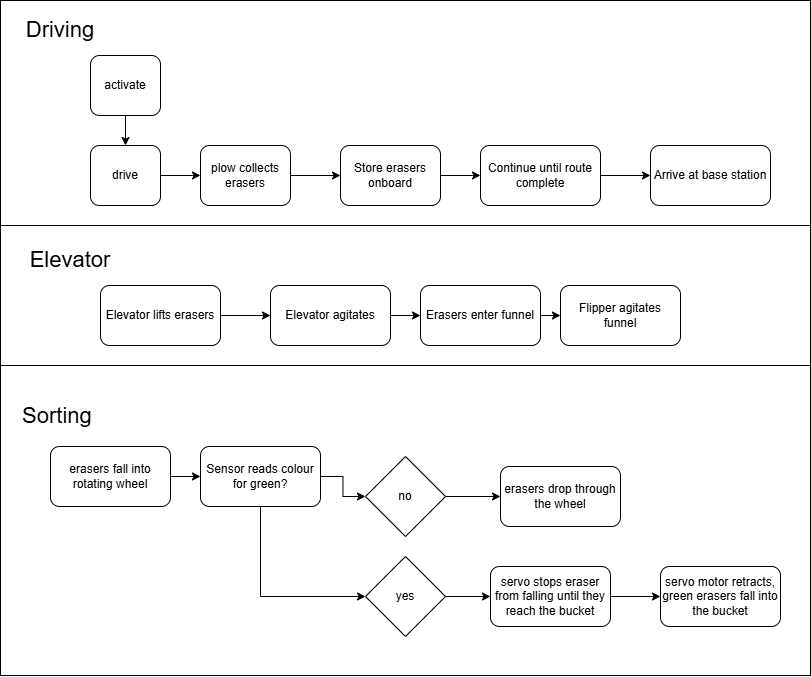 Driving
activate
drive
plow collects
erasers
Store erasers
onboard
Continue until route
complete
Arrive at base station
Elevator
Elevator lifts erasers
Elevator agitates
Erasers enter funnel
Flipper agitates
funnel
Sorting
erasers fall into
rotating wheel
Sensor reads colour
for green?
no
erasers drop through
the wheel
yes
servo stops eraser
from falling until they
reach the bucket
servo motor retracts,
green erasers fall into
the bucket